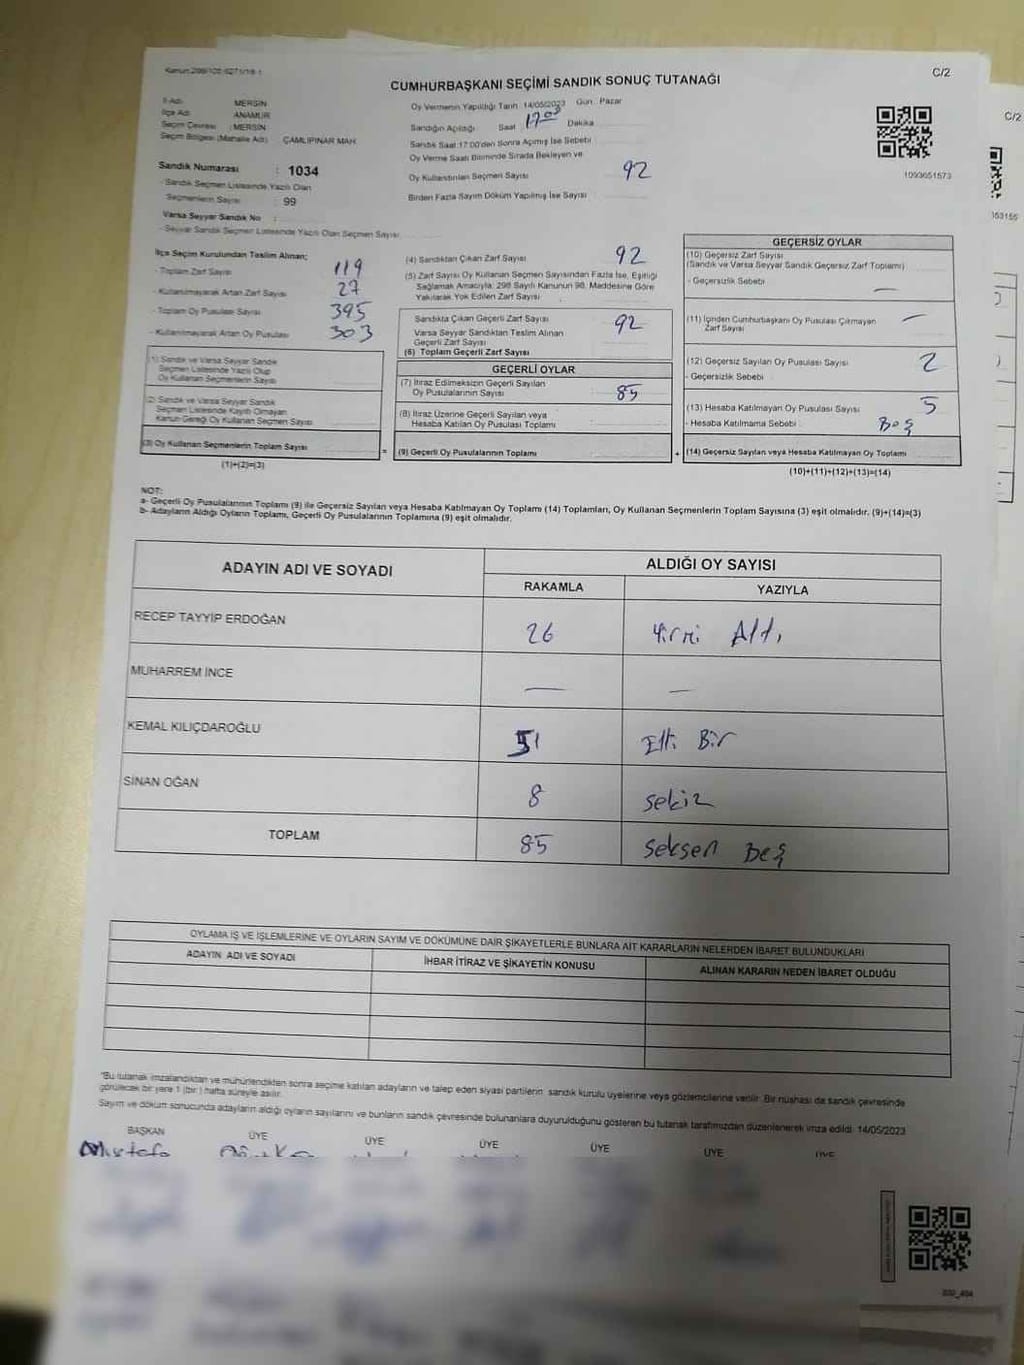 Kanun:298/105-6271/18-1
C/2
CUMHURBAŞKANI SEÇİMİ SANDIK SONUÇ TUTANAĞI
C/2
İl Adı MERSİN
İlçe Adı ANAMUR
Seçim Çevresi : MERSİN
Seçim Bölgesi (Mahalle Adı) ÇAMLIPINAR MAH.
Sandık Numarası : 1034
- Sandık Seçmen Listesinde Yazılı Olan
Seçmenlerin Sayısı : 99
Varsa Seyyar Sandık No :
- Seyyar Sandık Seçmen Listesinde Yazılı Olan Seçmen Sayısı
Oy Vermenin Yapıldığı Tarih 14/05/2023 Gün : Pazar
Sandığın Açıldığı Saat 17.00 Dakika
Sandık Saat 17:00'den Sonra Açılmış İse Sebebi
Oy Verme Saati Bitiminde Sırada Bekleyen ve
Oy Kullandırılan Seçmen Sayısı 92
Birden Fazla Sayım Döküm Yapılmış İse Sayısı
1093651573
İlçe Seçim Kurulundan Teslim Alınan;
- Toplam Zarf Sayısı 119
- Kullanılmayarak Artan Zarf Sayısı 27
- Toplam Oy Pusulası Sayısı 395
- Kullanılmayarak Artan Oy Pusulası 303
(1) Sandık ve Varsa Seyyar Sandık
Seçmen Listesinde Yazılı Olup
Oy Kullanan Seçmenlerin Sayısı
(2) Sandık ve Varsa Seyyar Sandık
Seçmen Listesinde Kayıtlı Olmayan
Kanun Gereği Oy Kullanan Seçmen Sayısı
(3) Oy Kullanan Seçmenlerin Toplam Sayısı
(1)+(2)=(3)
(4) Sandıktan Çıkan Zarf Sayısı 92
(5) Zarf Sayısı Oy Kullanan Seçmen Sayısından Fazla İse, Eşitliği
Sağlamak Amacıyla; 298 Sayılı Kanunun 98. Maddesine Göre
Yakılarak Yok Edilen Zarf Sayısı
Sandıkta Çıkan Geçerli Zarf Sayısı 92
Varsa Seyyar Sandıktan Teslim Alınan
Geçerli Zarf Sayısı
(6) Toplam Geçerli Zarf Sayısı
=
GEÇERLİ OYLAR
(7) İtiraz Edilmeksizin Geçerli Sayılan
Oy Pusulalarının Sayısı 85
(8) İtiraz Üzerine Geçerli Sayılan veya
Hesaba Katılan Oy Pusulası Toplamı
(9) Geçerli Oy Pusulalarının Toplamı
+
GEÇERSİZ OYLAR
(10) Geçersiz Zarf Sayısı
(Sandık ve Varsa Seyyar Sandık Geçersiz Zarf Toplamı)
- Geçersizlik Sebebi —
(11) İçinden Cumhurbaşkanı Oy Pusulası Çıkmayan —
Zarf Sayısı
(12) Geçersiz Sayılan Oy Pusulası Sayısı 2
- Geçersizlik Sebebi
(13) Hesaba Katılmayan Oy Pusulası Sayısı 5
- Hesaba Katılmama Sebebi Boş
(14) Geçersiz Sayılan veya Hesaba Katılmayan Oy Toplamı
(10)+(11)+(12)+(13)=(14)
NOT:
a- Geçerli Oy Pusulalarının Toplamı (9) ile Geçersiz Sayılan veya Hesaba Katılmayan Oy Toplamı (14) Toplamları, Oy Kullanan Seçmenlerin Toplam Sayısına (3) eşit olmalıdır. (9)+(14)=(3)
b- Adayların Aldığı Oyların Toplamı, Geçerli Oy Pusulalarının Toplamına (9) eşit olmalıdır.
ADAYIN ADI VE SOYADI ALDIĞI OY SAYISI
RAKAMLA YAZIYLA
RECEP TAYYİP ERDOĞAN 26 Yirmi Altı
MUHARREM İNCE — —
KEMAL KILIÇDAROĞLU 51 Elli Bir
SİNAN OĞAN 8 Sekiz
TOPLAM 85 Seksen Beş
OYLAMA İŞ VE İŞLEMLERİNE VE OYLARIN SAYIM VE DÖKÜMÜNE DAİR ŞİKAYETLERLE BUNLARA AİT KARARLARIN NELERDEN İBARET BULUNDUKLARI
ADAYIN ADI VE SOYADI İHBAR İTİRAZ VE ŞİKAYETİN KONUSU ALINAN KARARIN NEDEN İBARET OLDUĞU
*Bu tutanak imzalandıktan ve mühürlendikten sonra seçime katılan adayların ve talep eden siyasi partilerin sandık kurulu üyelerine veya gözlemcilerine verilir. Bir nüshası da sandık çevresinde
görülecek bir yere 1 (bir) hafta süreyle asılır.
Sayım ve döküm sonucunda adayların aldığı oyların sayılarını ve bunların sandık çevresinde bulunanlara duyurulduğunu gösteren bu tutanak tarafımızdan düzenlenerek imza edildi. 14/05/2023
BAŞKAN ÜYE ÜYE ÜYE ÜYE ÜYE ÜYE
Mustafa